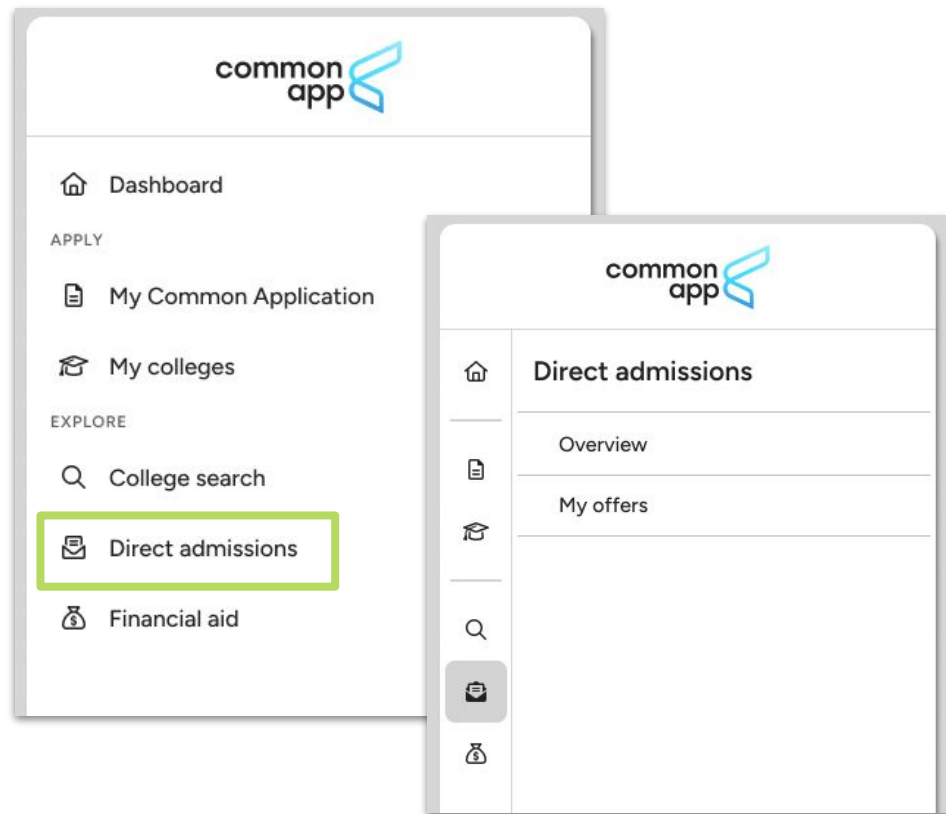 common
app
Dashboard
APPLY
My Common Application
My colleges
EXPLORE
College search
Direct admissions
Financial aid
common
app
Direct admissions
Overview
My offers